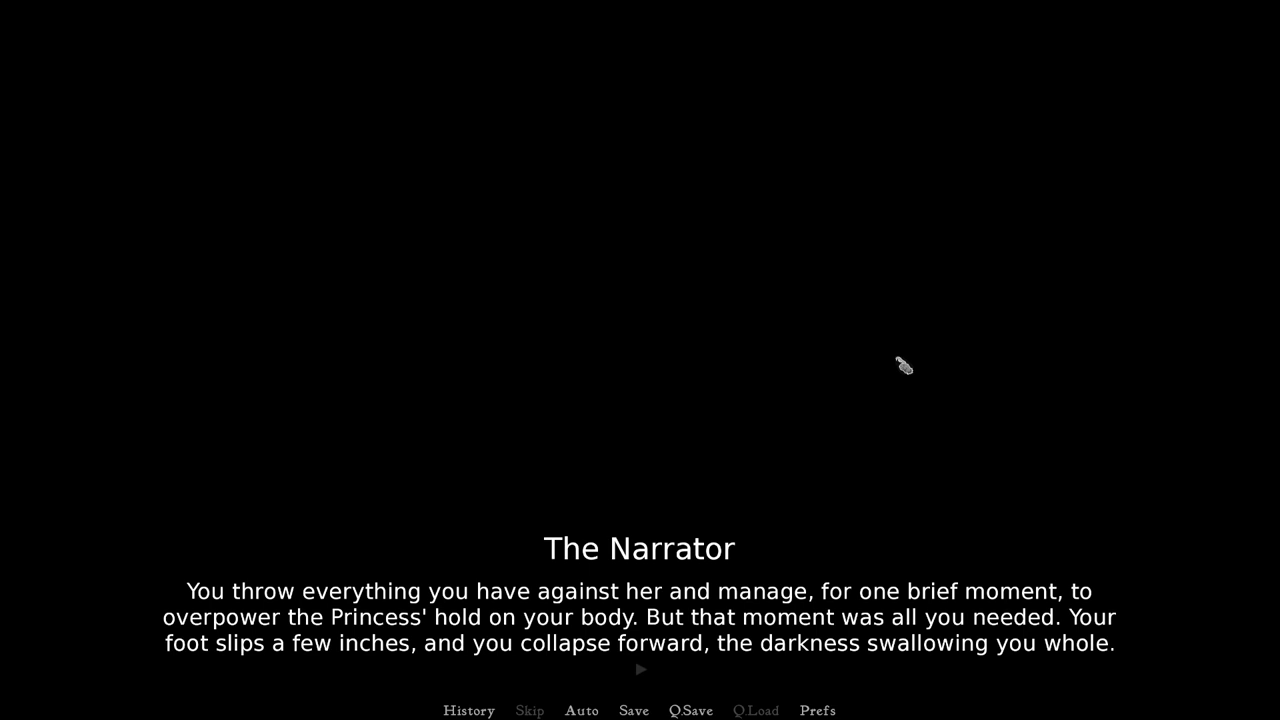 The Narrator
You throw everything you have against her and manage, for one brief moment, to
overpower the Princess' hold on your body. But that moment was all you needed. Your
foot slips a few inches, and you collapse forward, the darkness swallowing you whole.
History Skip Auto Save Q.Save Q.Load Prefs